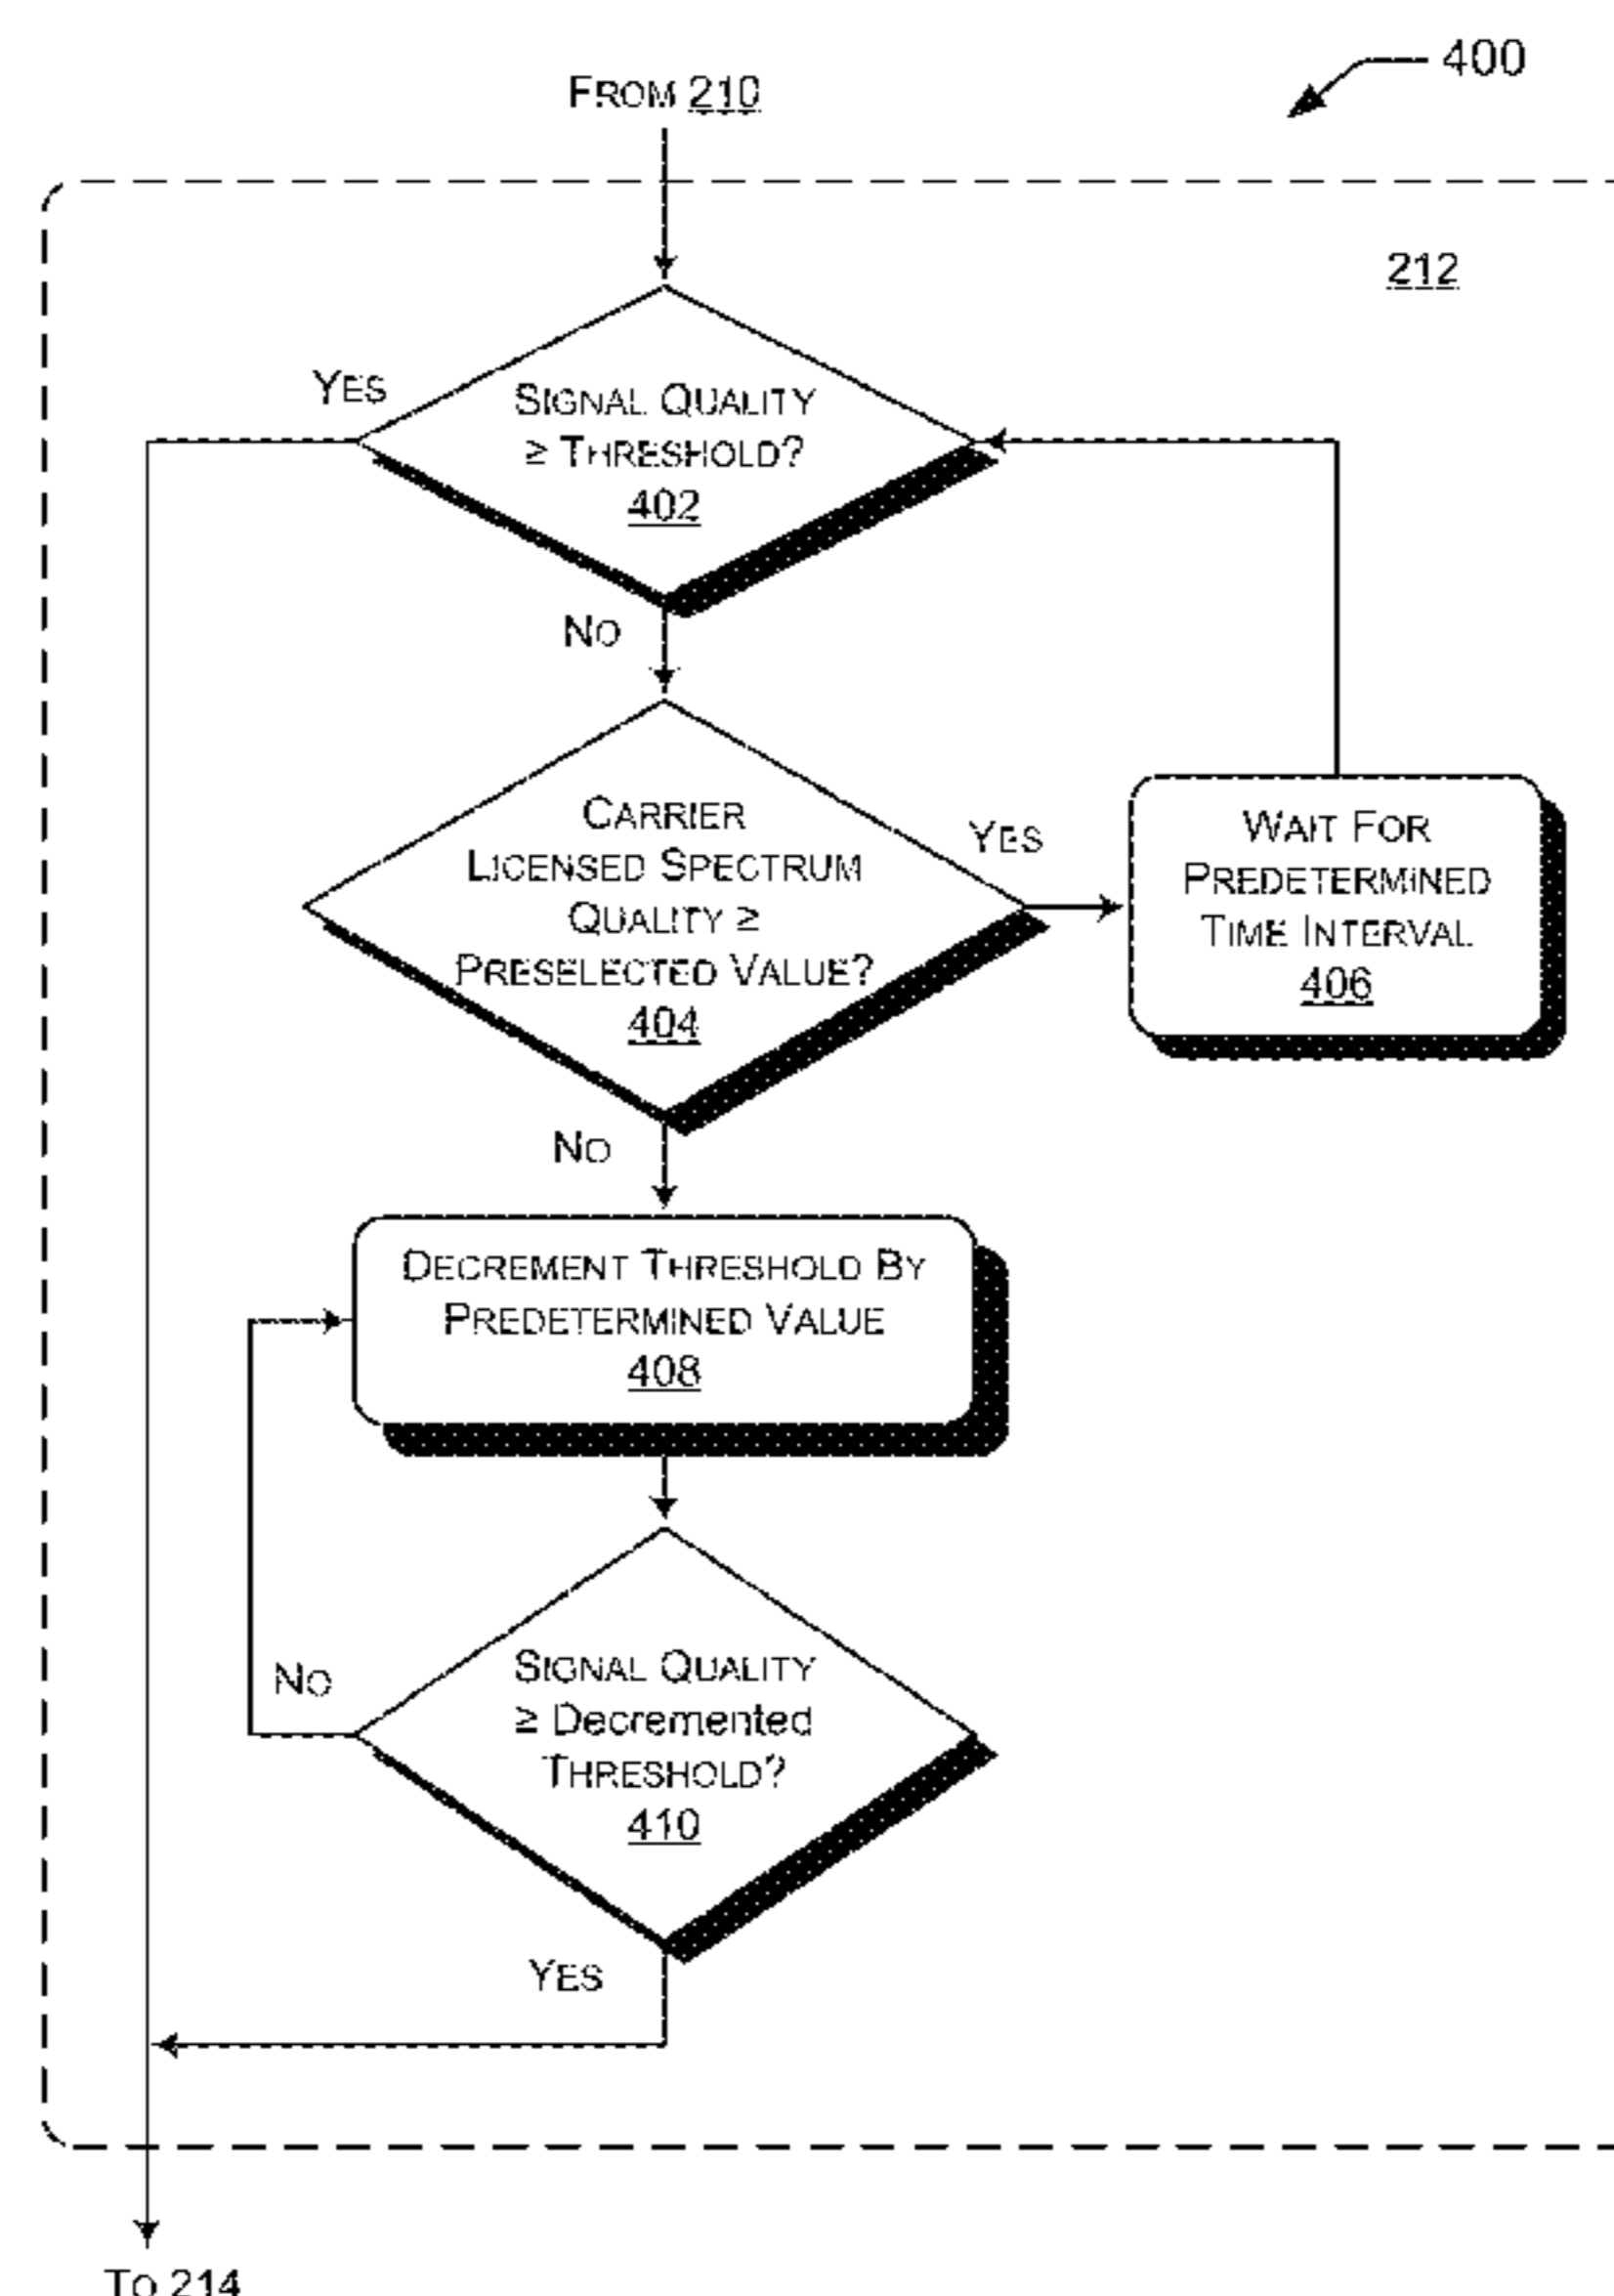 400
FROM 210
212
YES
SIGNAL QUALITY
≥ THRESHOLD?
402
NO
CARRIER
LICENSED SPECTRUM
QUALITY ≥
PRESELECTED VALUE?
404
YES
WAIT FOR
PREDETERMINED
TIME INTERVAL
406
NO
DECREMENT THRESHOLD BY
PREDETERMINED VALUE
408
NO
SIGNAL QUALITY
≥ Decremented
THRESHOLD?
410
YES
TO 214